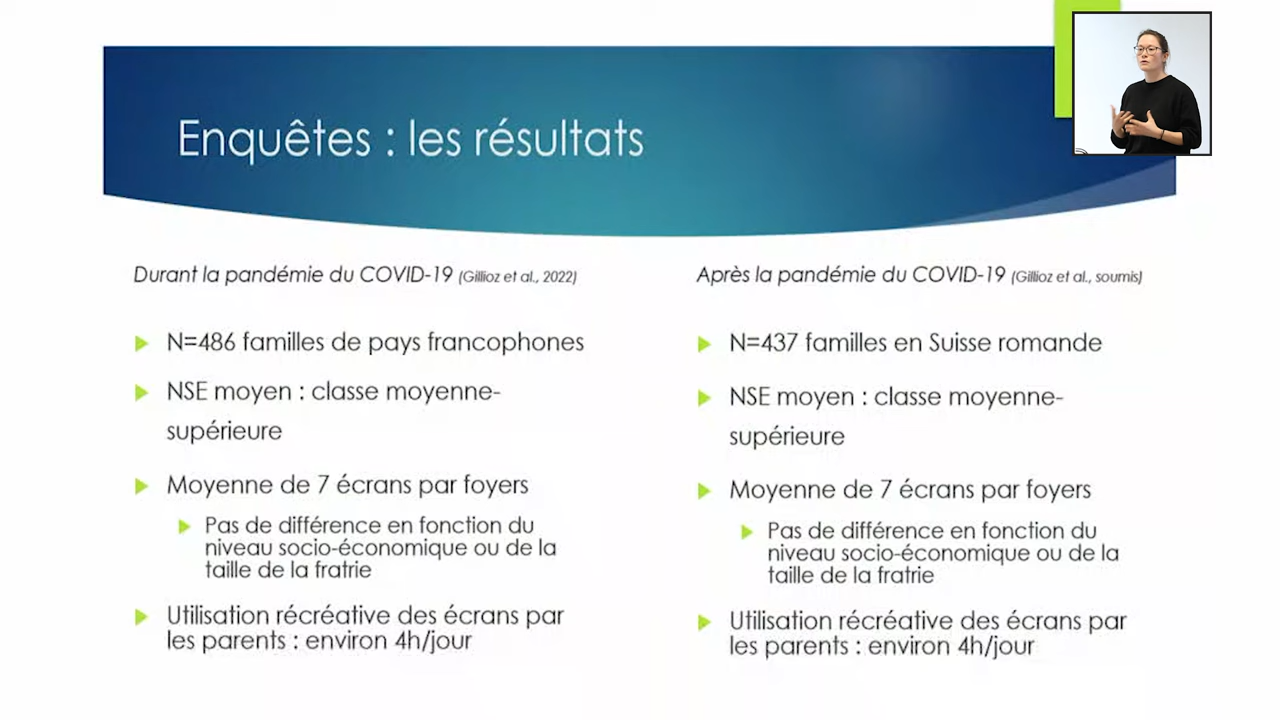 Enquêtes : les résultats
Durant la pandémie du COVID-19 (Gillioz et al., 2022)
N=486 familles de pays francophones
NSE moyen : classe moyenne-
supérieure
Moyenne de 7 écrans par foyers
Pas de différence en fonction du
niveau socio-économique ou de la
taille de la fratrie
Utilisation récréative des écrans par
les parents : environ 4h/jour
Après la pandémie du COVID-19 (Gillioz et al., soumis)
N=437 familles en Suisse romande
NSE moyen : classe moyenne-
supérieure
Moyenne de 7 écrans par foyers
Pas de différence en fonction du
niveau socio-économique ou de la
taille de la fratrie
Utilisation récréative des écrans par
les parents : environ 4h/jour